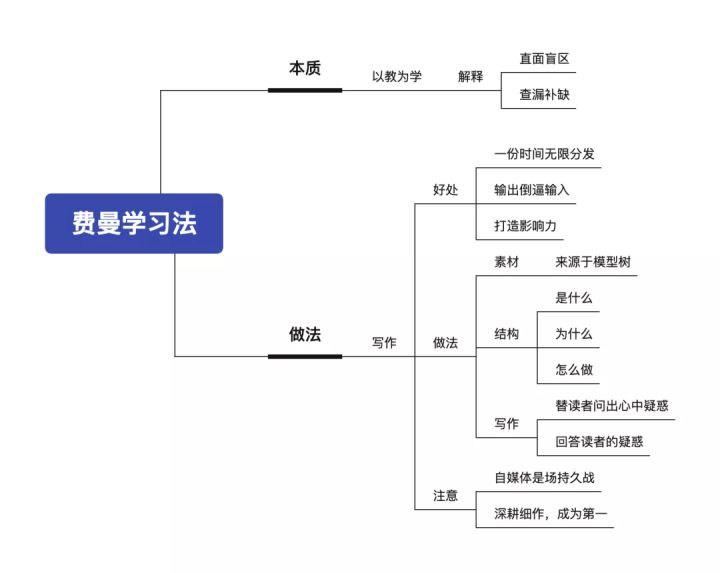 费曼学习法
本质
以教为学
解释
直面盲区
查漏补缺
做法
写作
好处
一份时间无限分发
输出倒逼输入
打造影响力
做法
素材
来源于模型树
结构
是什么
为什么
怎么做
写作
替读者问出心中疑惑
回答读者的疑惑
注意
自媒体是场持久战
深耕细作，成为第一